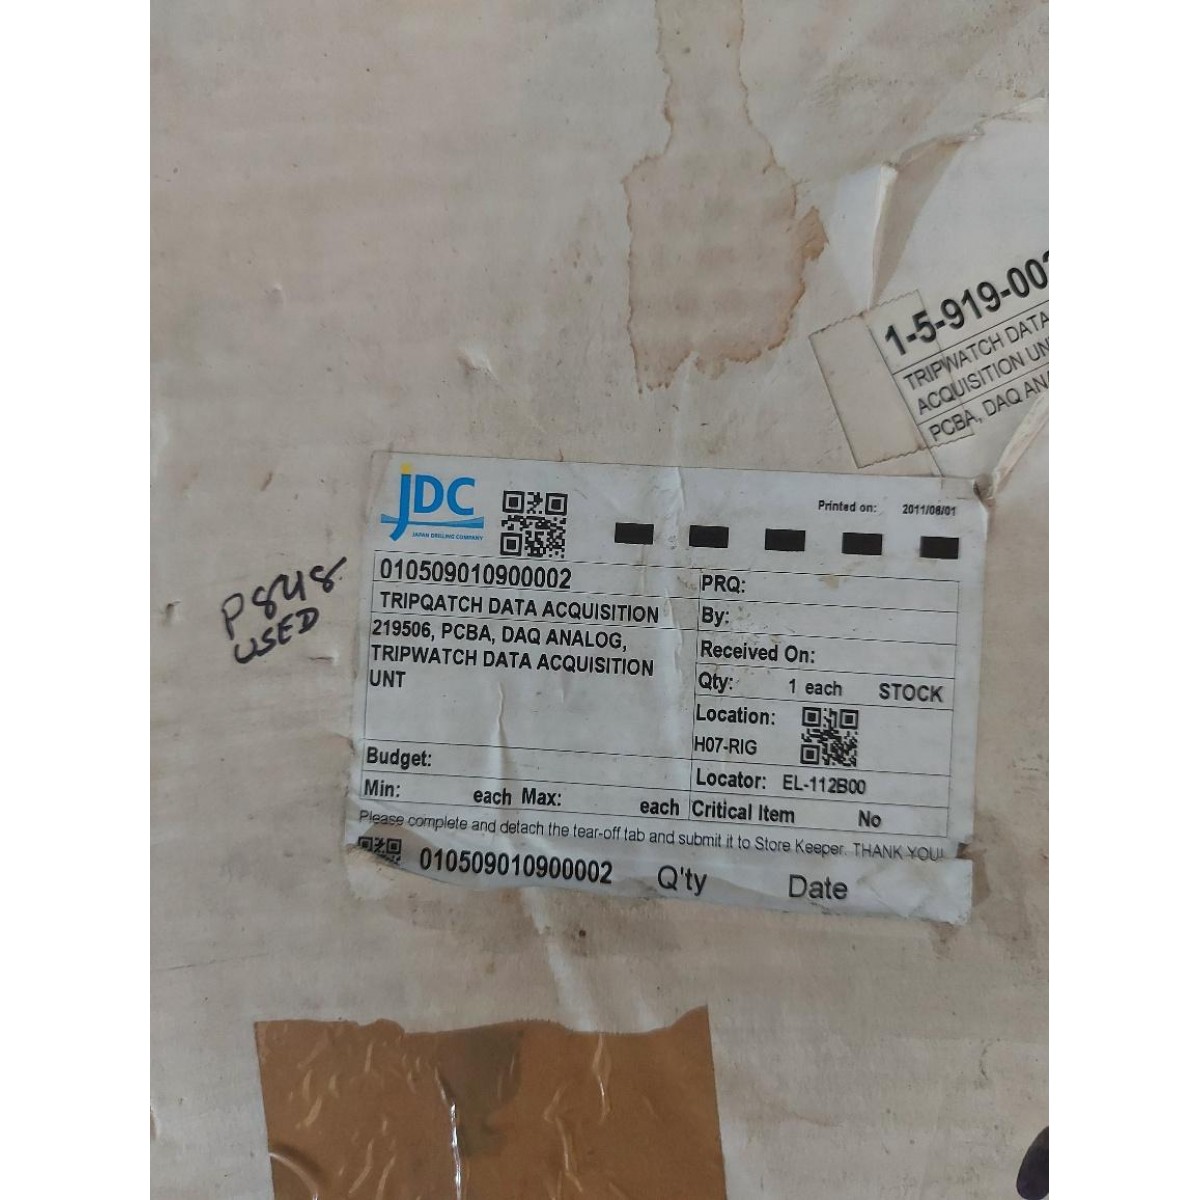 1-5-919-00
TRIPWATCH DATA
ACQUISITION UN
PCBA, DAQ AN
JDC
JAPAN DRILLING COMPANY
Printed on: 2011/06/01
P848
USED
010509010900002
TRIPQATCH DATA ACQUISITION
219506, PCBA, DAQ ANALOG,
TRIPWATCH DATA ACQUISITION
UNT
Budget:
Min: each Max: each
PRQ:
By:
Received On:
Qty: 1 each STOCK
Location:
H07-RIG
Locator: EL-112B00
Critical Item No
Please complete and detach the tear-off tab and submit it to Store Keeper. THANK YOU!
010509010900002 Q'ty Date